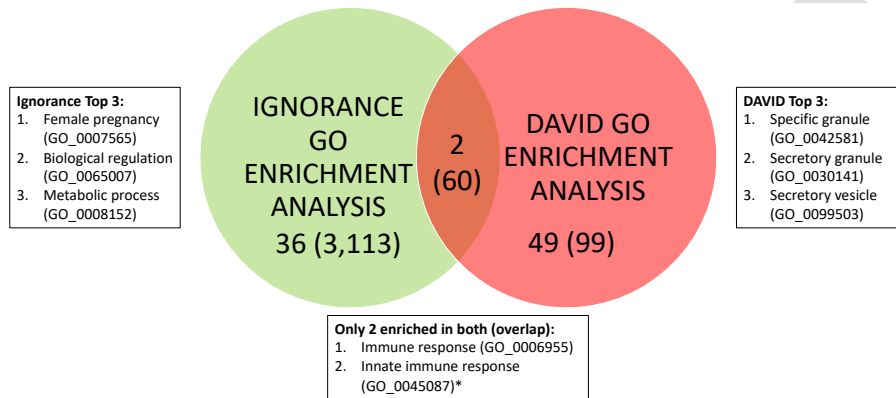 Ignorance Top 3:
1. Female pregnancy
(GO_0007565)
2. Biological regulation
(GO_0065007)
3. Metabolic process
(GO_0008152)
IGNORANCE
GO
ENRICHMENT
ANALYSIS
36 (3,113)
2
(60)
DAVID GO
ENRICHMENT
ANALYSIS
49 (99)
DAVID Top 3:
1. Specific granule
(GO_0042581)
2. Secretory granule
(GO_0030141)
3. Secretory vesicle
(GO_0099503)
Only 2 enriched in both (overlap):
1. Immune response (GO_0006955)
2. Innate immune response
(GO_0045087)*